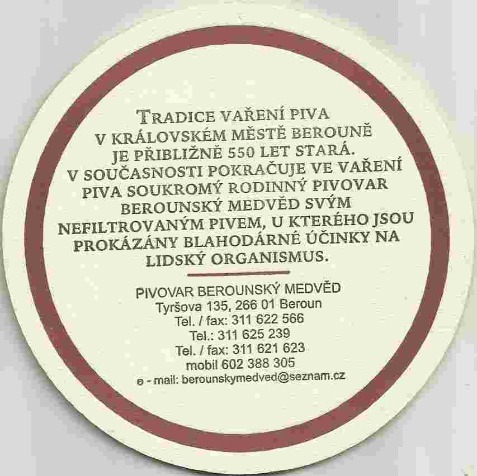 TRADICE VAŘENÍ PIVA
V KRÁLOVSKÉM MĚSTĚ BEROUNĚ
JE PŘIBLIŽNĚ 550 LET STARÁ.
V SOUČASNOSTI POKRAČUJE VE VAŘENÍ
PIVA SOUKROMÝ RODINNÝ PIVOVAR
BEROUNSKÝ MEDVĚD SVÝM
NEFILTROVANÝM PIVEM, U KTERÉHO JSOU
PROKÁZÁNY BLAHODÁRNÉ ÚČINKY NA
LIDSKÝ ORGANISMUS.
PIVOVAR BEROUNSKÝ MEDVĚD
Tyršova 135, 266 01 Beroun
Tel. / fax: 311 622 566
Tel.: 311 625 239
Tel. / fax: 311 621 623
mobil 602 388 305
e - mail: berounskymedved@seznam.cz